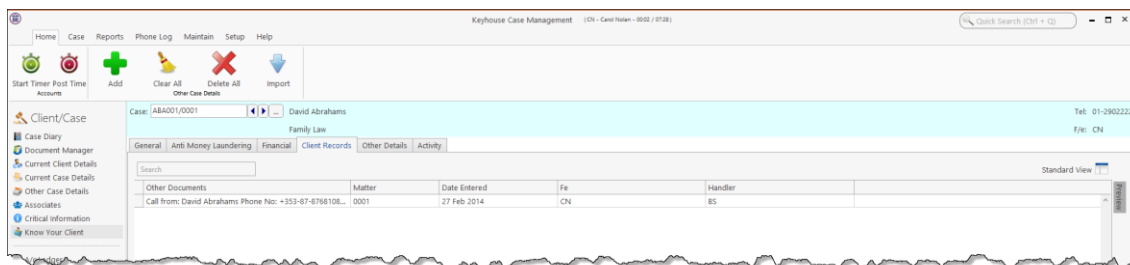 Keyhouse Case Management (CN - Carol Nolan - 00:02 / 07:28)
Quick Search (Ctrl + Q)
Home Case Reports Phone Log Maintain Setup Help
Start Timer Post Time Add Clear All Delete All Import
Accounts Other Case Details
Client/Case
Case: ABA001/0001 ... David Abrahams Tel: 01-2902222
Family Law F/e: CN
Case Diary
Document Manager
Current Client Details
Current Case Details
Other Case Details
Associates
Critical Information
Know Your Client
General Anti Money Laundering Financial Client Records Other Details Activity
Search Standard View
Other Documents Matter Date Entered Fe Handler
Call from: David Abrahams Phone No: +353-87-8768108... 0001 27 Feb 2014 CN BS
Preview